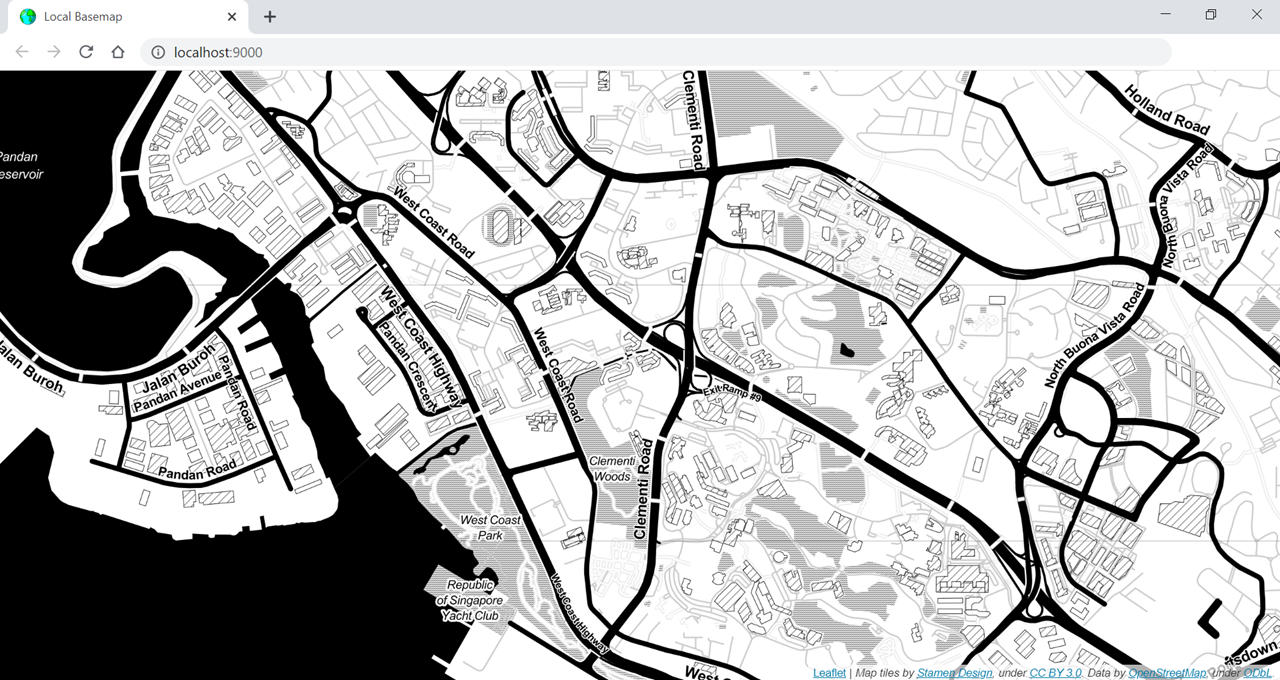 Local Basemap
localhost:9000
Clementi Road
Holland Road
Pandan
eservoir
North Buona Vista Road
West Coast Road
North Buona Vista Road
West Coast Highway
Jalan Buroh
Jalan Buroh
Pandan Avenue
Pandan Road
Pandan Crescent
West Coast Road
Exit-Ramp #9
Clementi
Woods
Clementi Road
Pandan Road
West Coast
Park
Republic
of Singapore
Yacht Club
West Coast Highway
West C
Leaflet | Map tiles by Stamen Design, under CC BY 3.0. Data by OpenStreetMap, under ODbL.